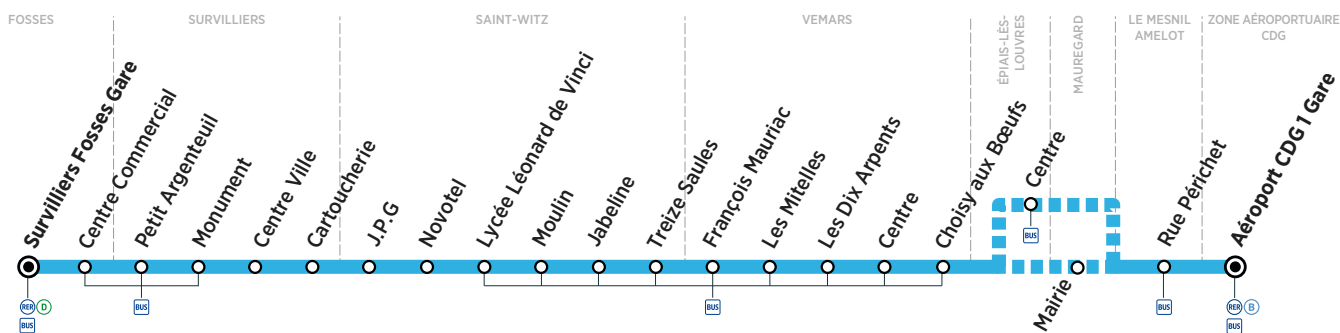 FOSSES
SURVILLIERS
SAINT-WITZ
VEMARS
ÉPIAIS-LÈS-
LOUVRES
MAUREGARD
LE MESNIL
AMELOT
ZONE AÉROPORTUAIRE
CDG
Survilliers Fosses Gare
Centre Commercial
Petit Argenteuil
Monument
Centre Ville
Cartoucherie
J.P.G
Novotel
Lycée Léonard de Vinci
Moulin
Jabeline
Treize Saules
François Mauriac
Les Mitelles
Les Dix Arpents
Centre
Choisy aux Bœufs
Centre
Mairie
Rue Périchet
Aéroport CDG 1 Gare
RER D
BUS
BUS
BUS
BUS
BUS
RER B
BUS